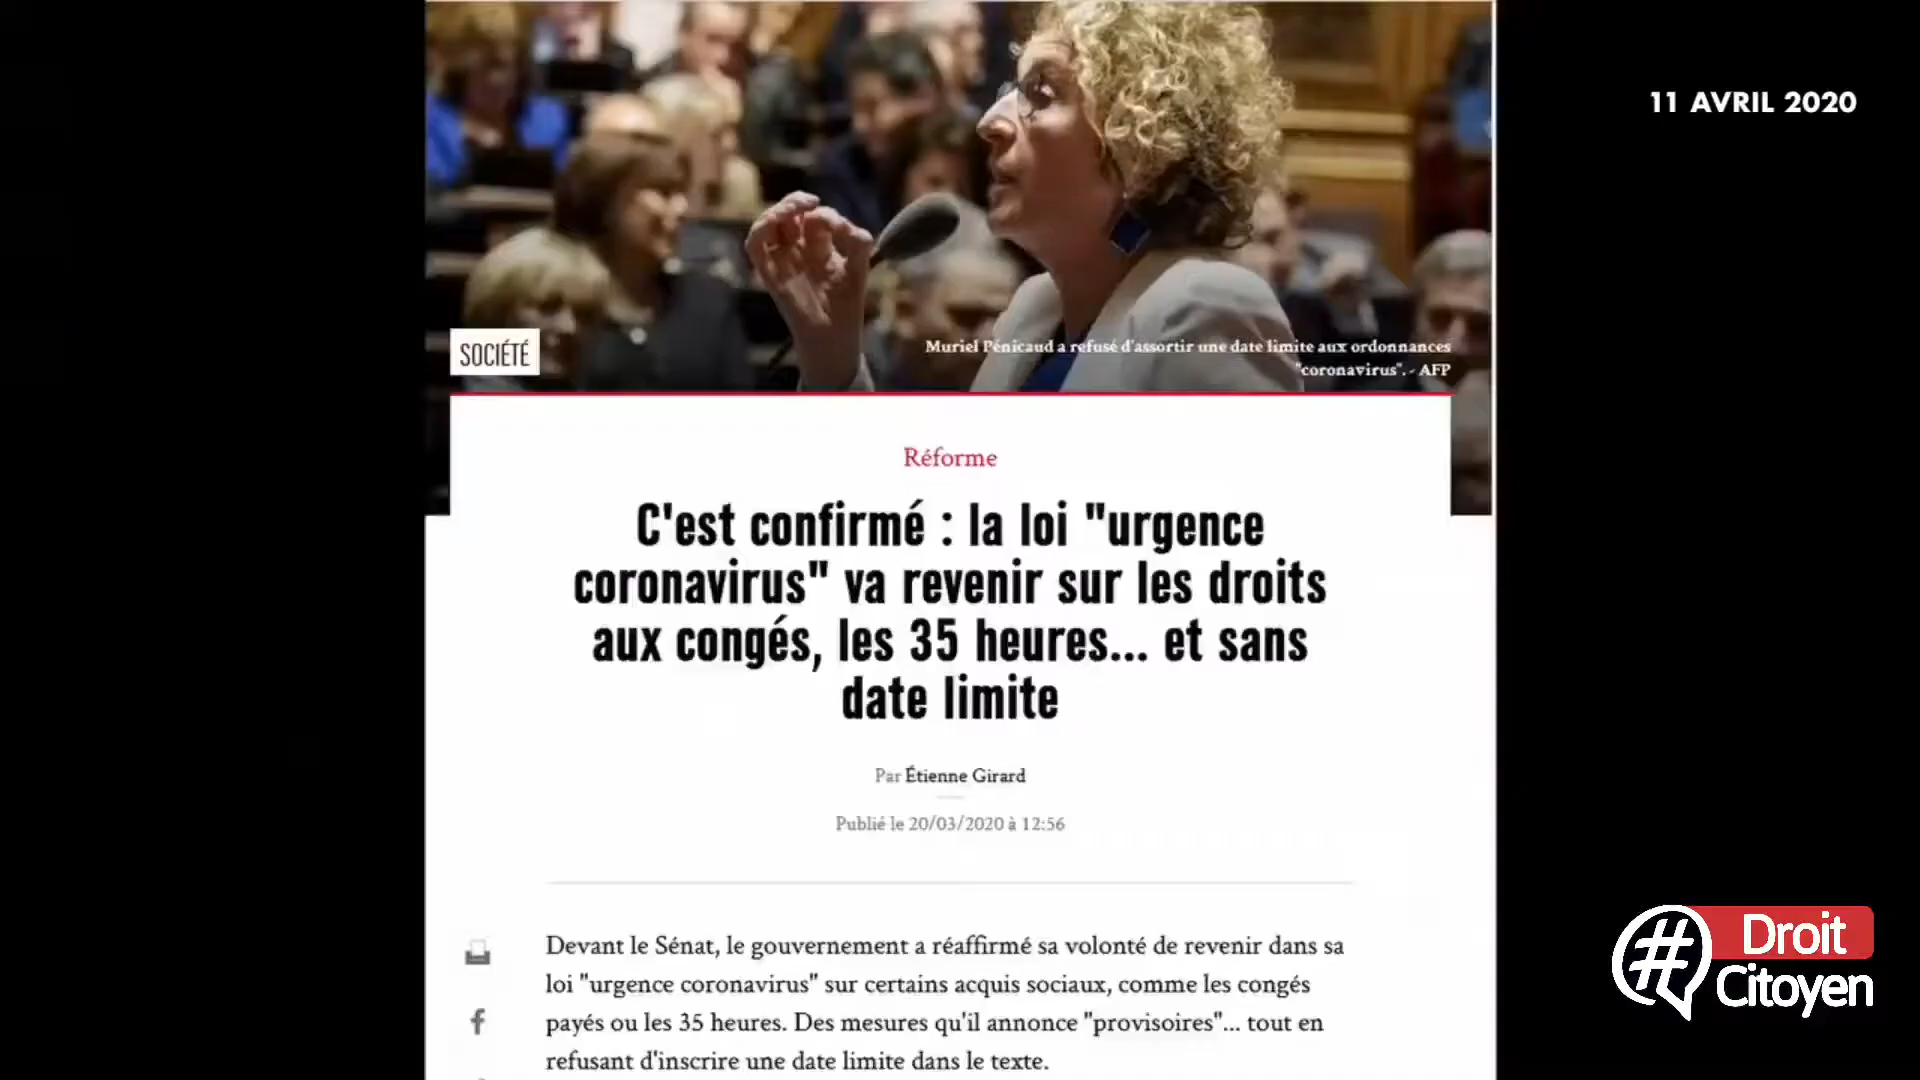 11 AVRIL 2020
Muriel Pénicaud a refusé d'assortir une date limite aux ordonnances
"coronavirus". - AFP
SOCIÉTÉ
Réforme
C'est confirmé : la loi "urgence
coronavirus" va revenir sur les droits
aux congés, les 35 heures... et sans
date limite
Par Étienne Girard
Publié le 20/03/2020 à 12:56
Devant le Sénat, le gouvernement a réaffirmé sa volonté de revenir dans sa
loi "urgence coronavirus" sur certains acquis sociaux, comme les congés
payés ou les 35 heures. Des mesures qu'il annonce "provisoires"... tout en
refusant d'inscrire une date limite dans le texte.
# Droit
Citoyen